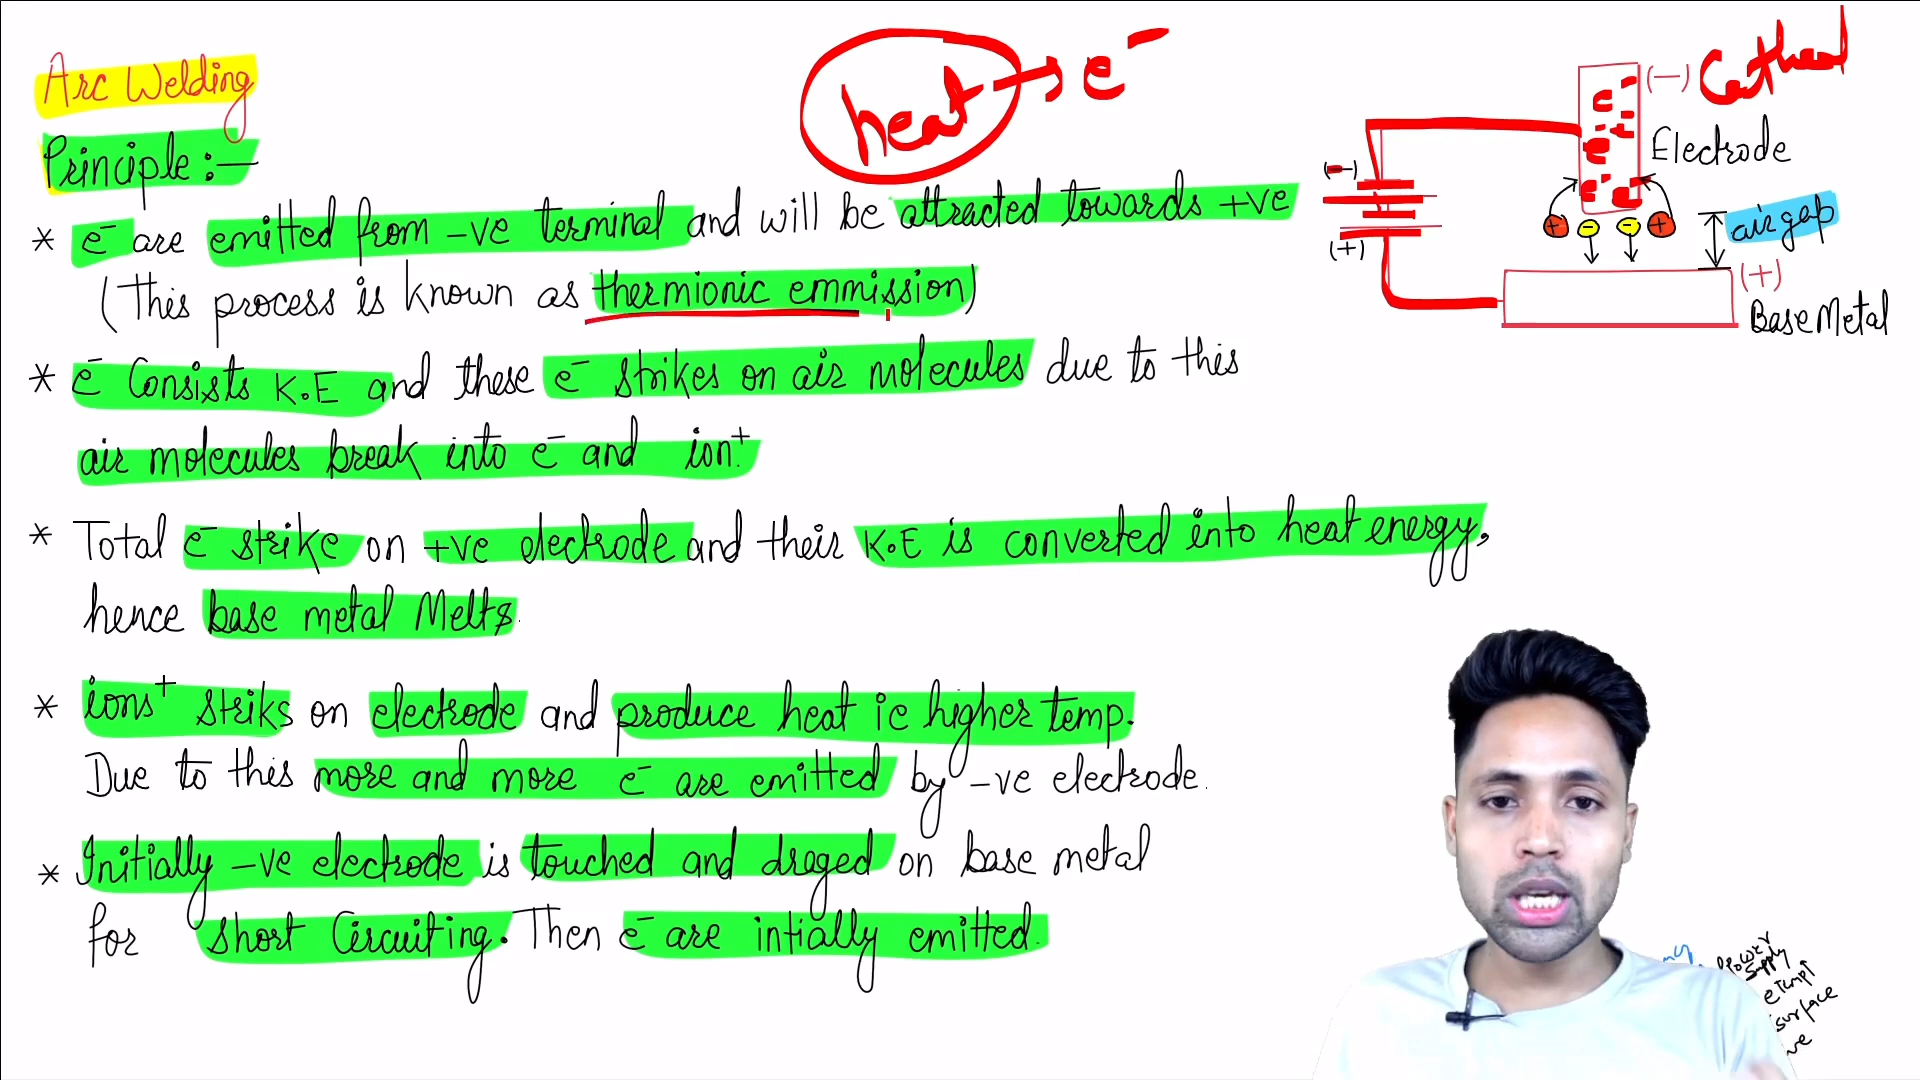 Arc Welding
Principle:—
* e⁻ are emitted from -ve terminal and will be attracted towards +ve
(This process is known as thermionic emmission)
* e⁻ Consists K.E and these e⁻ strikes on air molecules due to this
air molecules break into e⁻ and ion⁺.
* Total e⁻ strike on +ve electrode and their K.E is converted into heat energy,
hence base metal Melts.
* ions⁺ striks on electrode and produce heat ie higher temp.
Due to this more and more e⁻ are emitted by -ve electrode.
* Initially -ve electrode is touched and draged on base metal
for short Circuiting. Then e⁻ are intially emitted.
heat → e⁻
(-) Cathod
Electrode
(-)
(+)
+ - - +
air gap
(+)
Base Metal
power
supply
surface